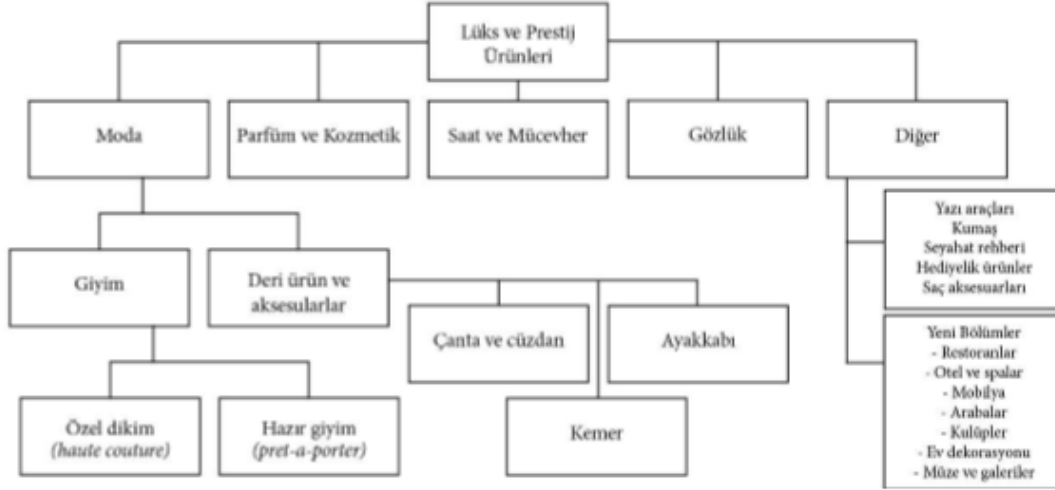 Lüks ve Prestij
Ürünleri
Moda
Parfüm ve Kozmetik
Saat ve Mücevher
Gözlük
Diğer
Yazı araçları
Kumaş
Seyahat rehberi
Hediyelik ürünler
Saç aksesuarları
Giyim
Deri ürün ve
aksesularlar
Çanta ve cüzdan
Ayakkabı
Yeni Bölümler
- Restoranlar
- Otel ve spalar
- Mobilya
- Arabalar
- Kulüpler
- Ev dekorasyonu
- Müze ve galeriler
Özel dikim
(haute couture)
Hazır giyim
(pret-a-porter)
Kemer